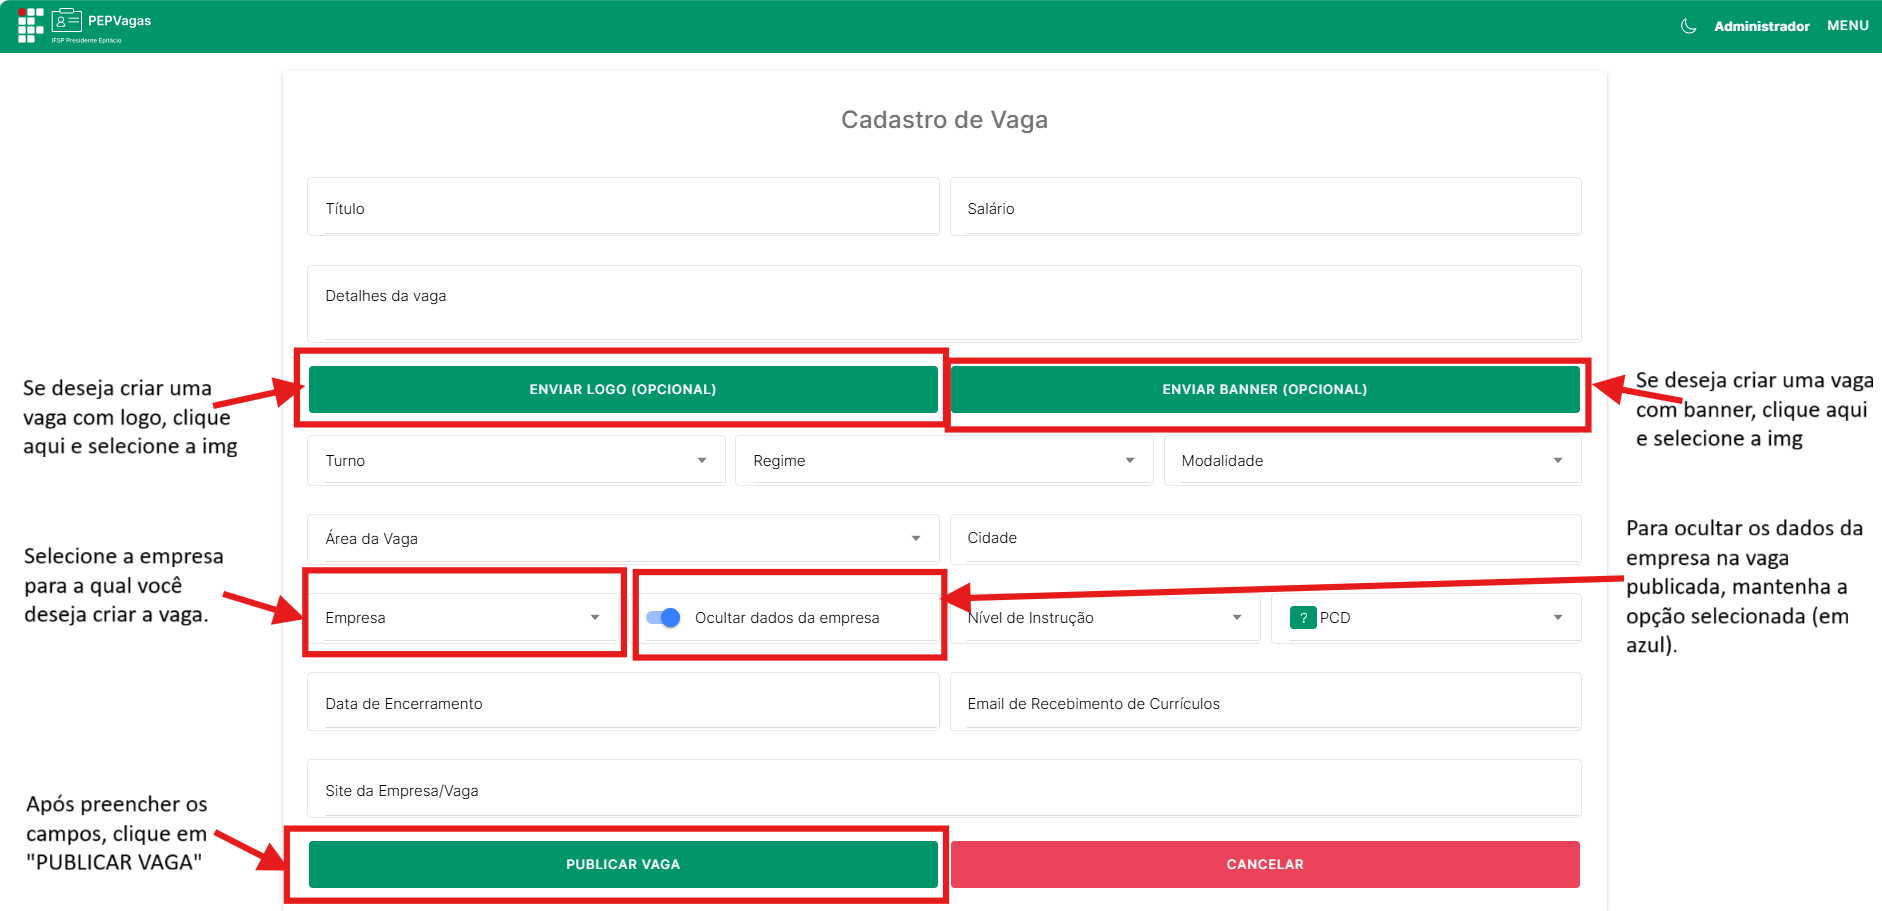 PEPVagas
IFSP Presidente Epitácio
Administrador
MENU
Cadastro de Vaga
Título
Salário
Detalhes da vaga
Se deseja criar uma
vaga com logo, clique
aqui e selecione a img
ENVIAR LOGO (OPCIONAL)
ENVIAR BANNER (OPCIONAL)
Se deseja criar uma vaga
com banner, clique aqui
e selecione a img
Turno
Regime
Modalidade
Área da Vaga
Cidade
Selecione a empresa
para a qual você
deseja criar a vaga.
Empresa
Ocultar dados da empresa
Nível de Instrução
? PCD
Para ocultar os dados da
empresa na vaga
publicada, mantenha a
opção selecionada (em
azul).
Data de Encerramento
Email de Recebimento de Currículos
Site da Empresa/Vaga
Após preencher os
campos, clique em
"PUBLICAR VAGA"
PUBLICAR VAGA
CANCELAR